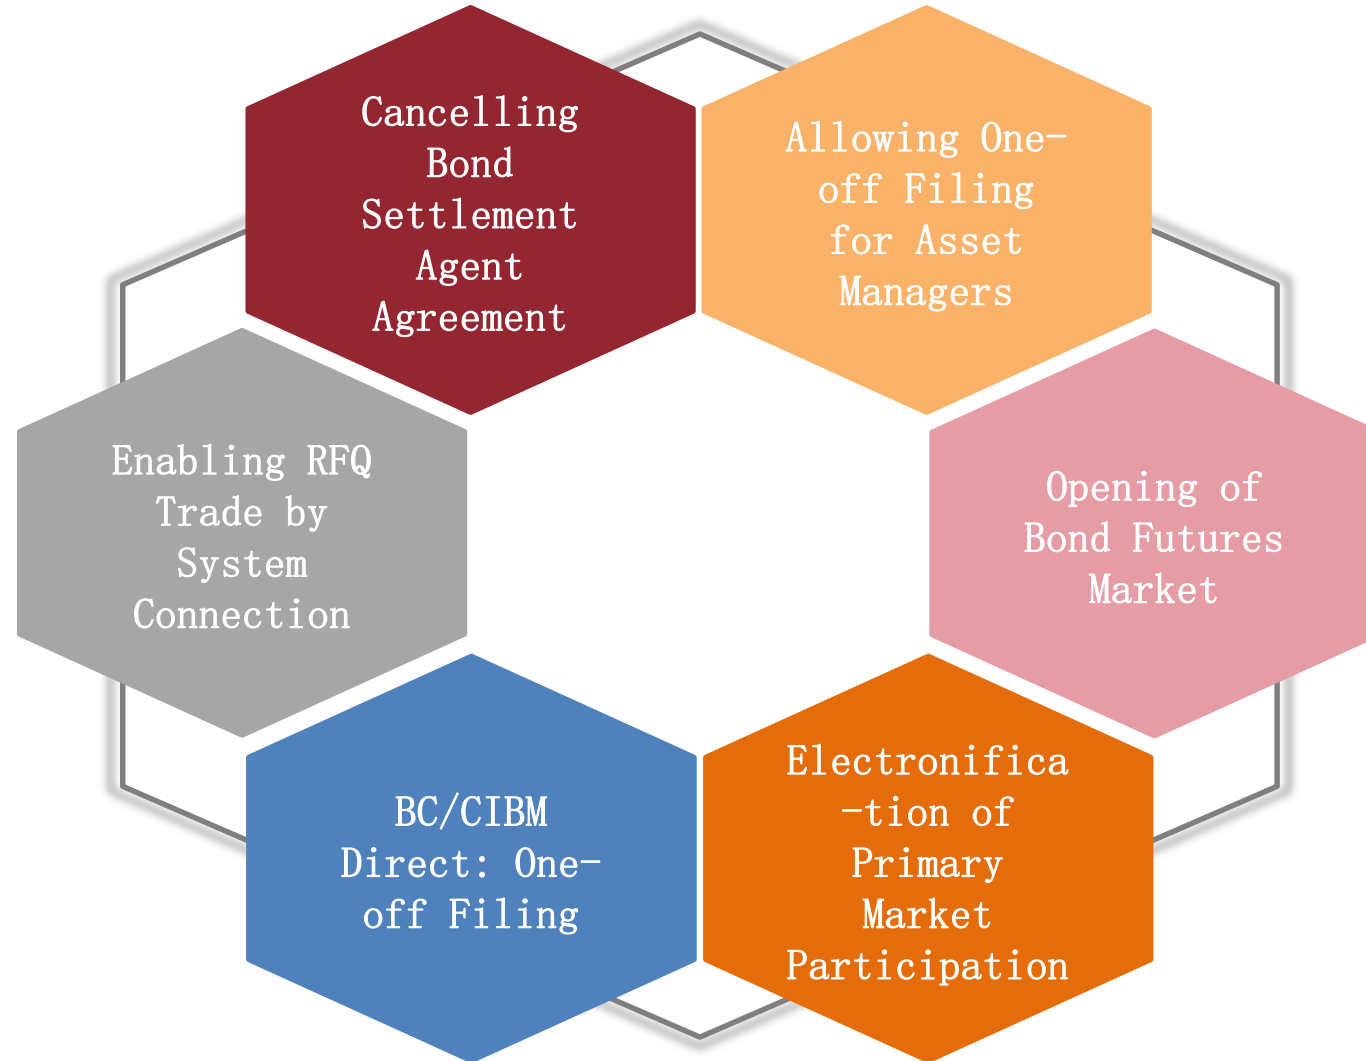 Cancelling
Bond
Settlement
Agent
Agreement
Allowing One-
off Filing
for Asset
Managers
Enabling RFQ
Trade by
System
Connection
Opening of
Bond Futures
Market
BC/CIBM
Direct: One-
off Filing
Electronifica
-tion of
Primary
Market
Participation